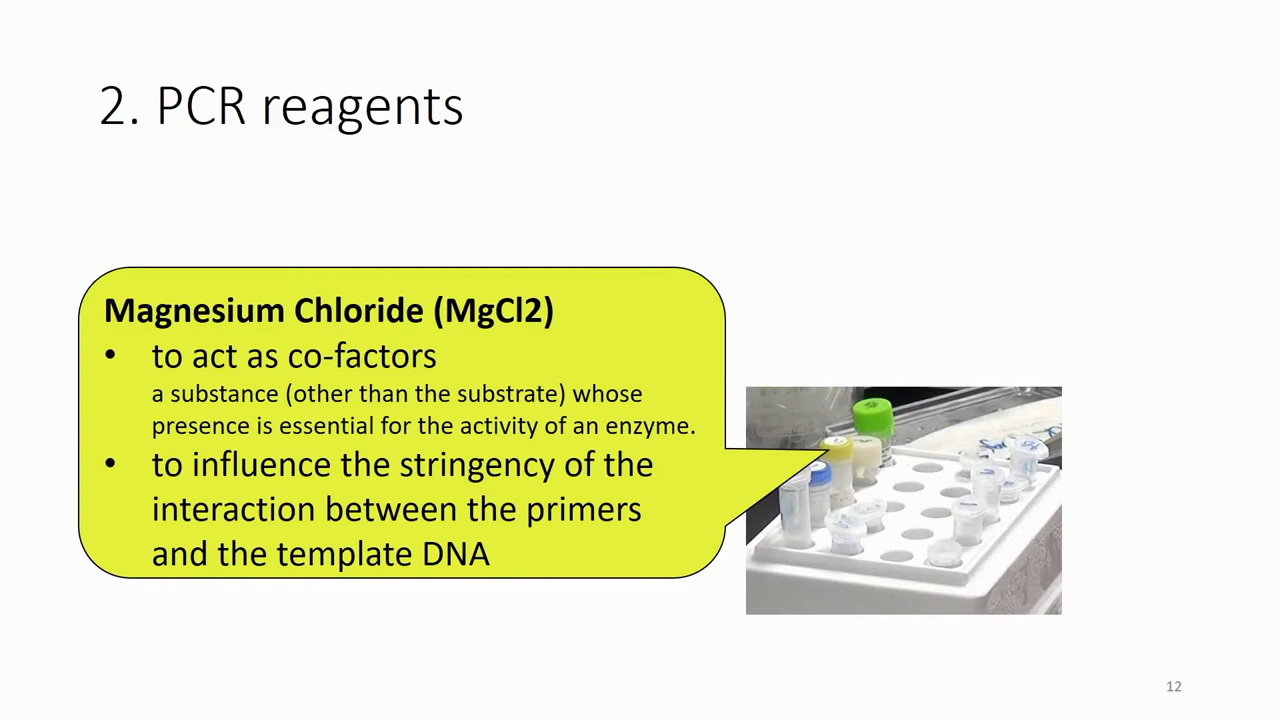 2. PCR reagents
Magnesium Chloride (MgCl2)
• to act as co-factors
a substance (other than the substrate) whose
presence is essential for the activity of an enzyme.
• to influence the stringency of the
interaction between the primers
and the template DNA
12